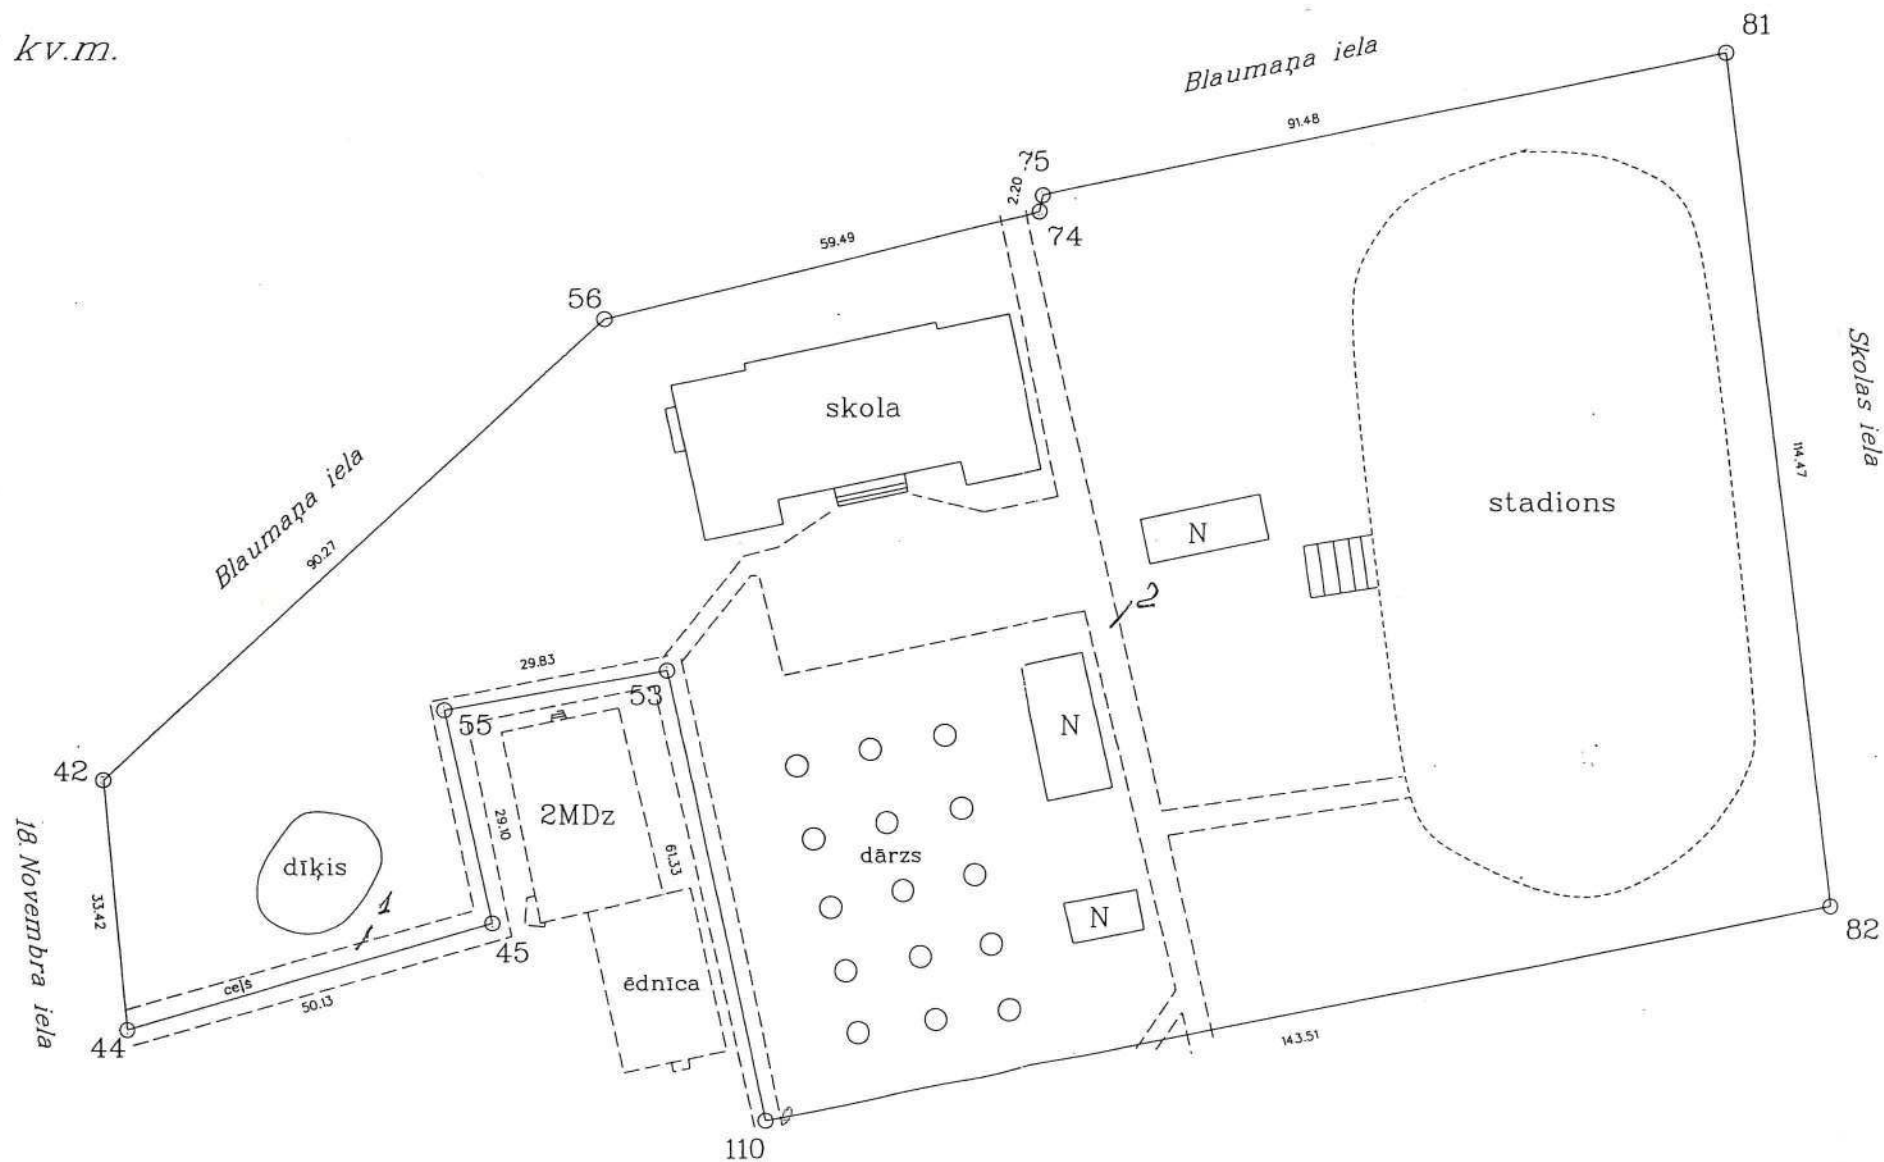 kv.m.
81
Blaumaņa iela
91.48
75
2.20
74
59.49
56
skola
Skolas iela
114.47
stadions
Blaumaņa iela
90.27
N
2
29.83
53
55
N
42
2MDz
29.10
61.33
dārzs
dīķis
18. Novembra iela
33.42
1
N
82
45
ceļš
50.13
ēdnīca
44
143.51
110